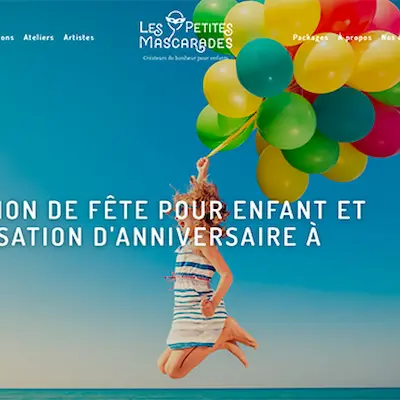 Les Petites
Mascarades
Créateurs de bonheur pour enfants
ons Ateliers Artistes
Packages À propos Nos
ION DE FÊTE POUR ENFANT ET
SATION D'ANNIVERSAIRE À